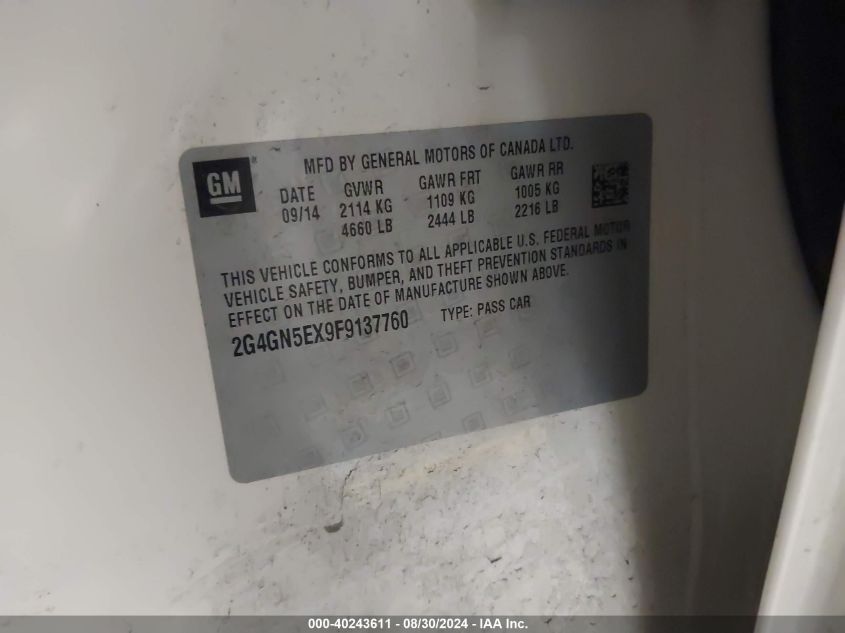 MFD BY GENERAL MOTORS OF CANADA LTD.
GM
DATE GVWR GAWR FRT GAWR RR
09/14 2114 KG 1109 KG 1005 KG
4660 LB 2444 LB 2216 LB
THIS VEHICLE CONFORMS TO ALL APPLICABLE U.S. FEDERAL MOTOR
VEHICLE SAFETY, BUMPER, AND THEFT PREVENTION STANDARDS IN
EFFECT ON THE DATE OF MANUFACTURE SHOWN ABOVE.
2G4GN5EX9F9137760 TYPE: PASS CAR
000-40243611 - 08/30/2024 - IAA Inc.